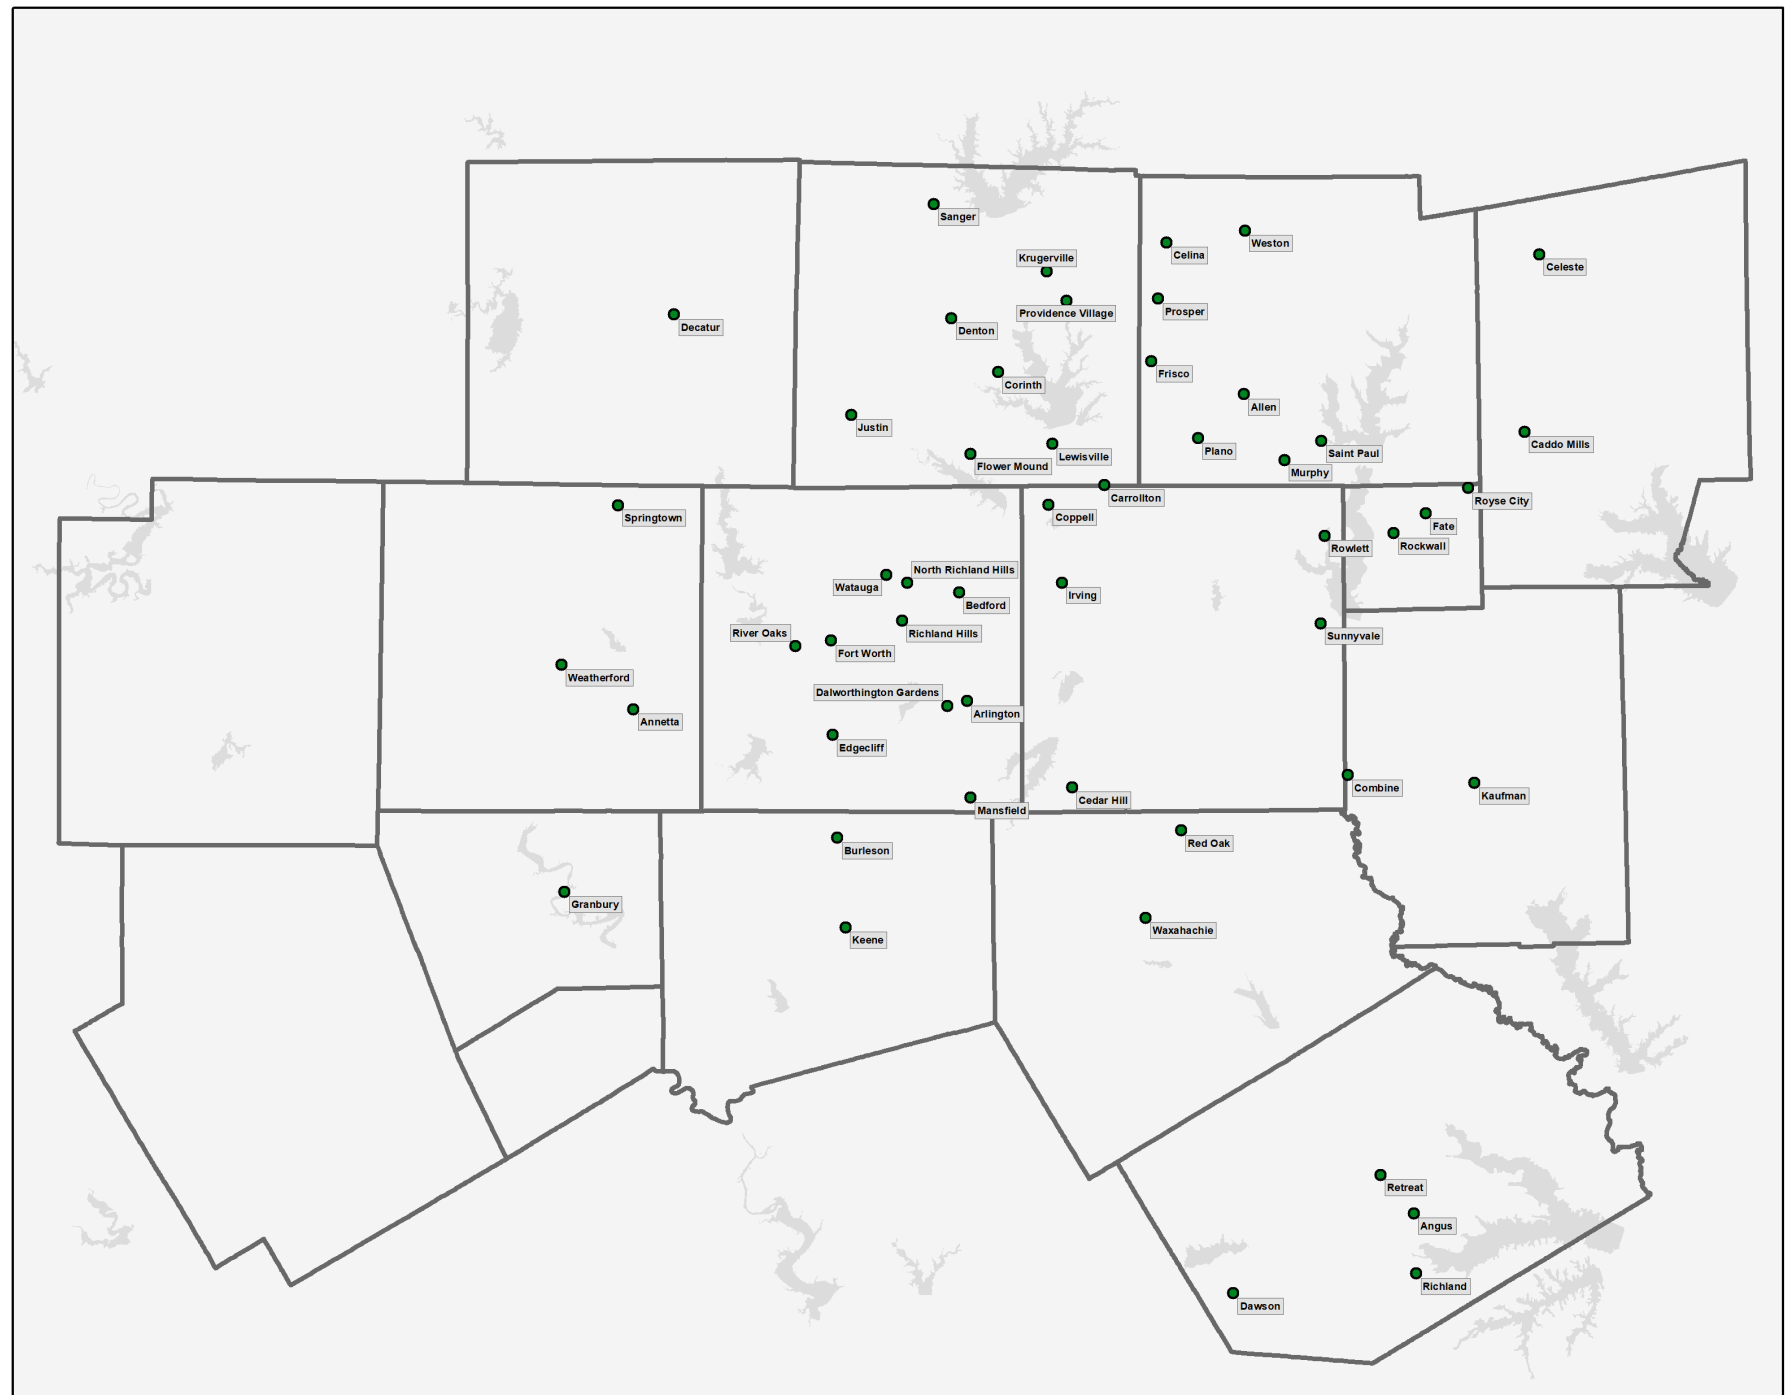 Sanger
Weston
Celina
Krugerville
Celeste
Prosper
Providence Village
Decatur
Denton
Frisco
Corinth
Allen
Justin
Caddo Mills
Plano
Saint Paul
Lewisville
Flower Mound
Murphy
Carrollton
Royse City
Springtown
Coppell
Fate
Rockwall
Rowlett
North Richland Hills
Watauga
Irving
Bedford
River Oaks
Richland Hills
Sunnyvale
Fort Worth
Weatherford
Dalworthington Gardens
Arlington
Annetta
Edgecliff
Combine
Kaufman
Cedar Hill
Mansfield
Red Oak
Burleson
Granbury
Waxahachie
Keene
Retreat
Angus
Richland
Dawson